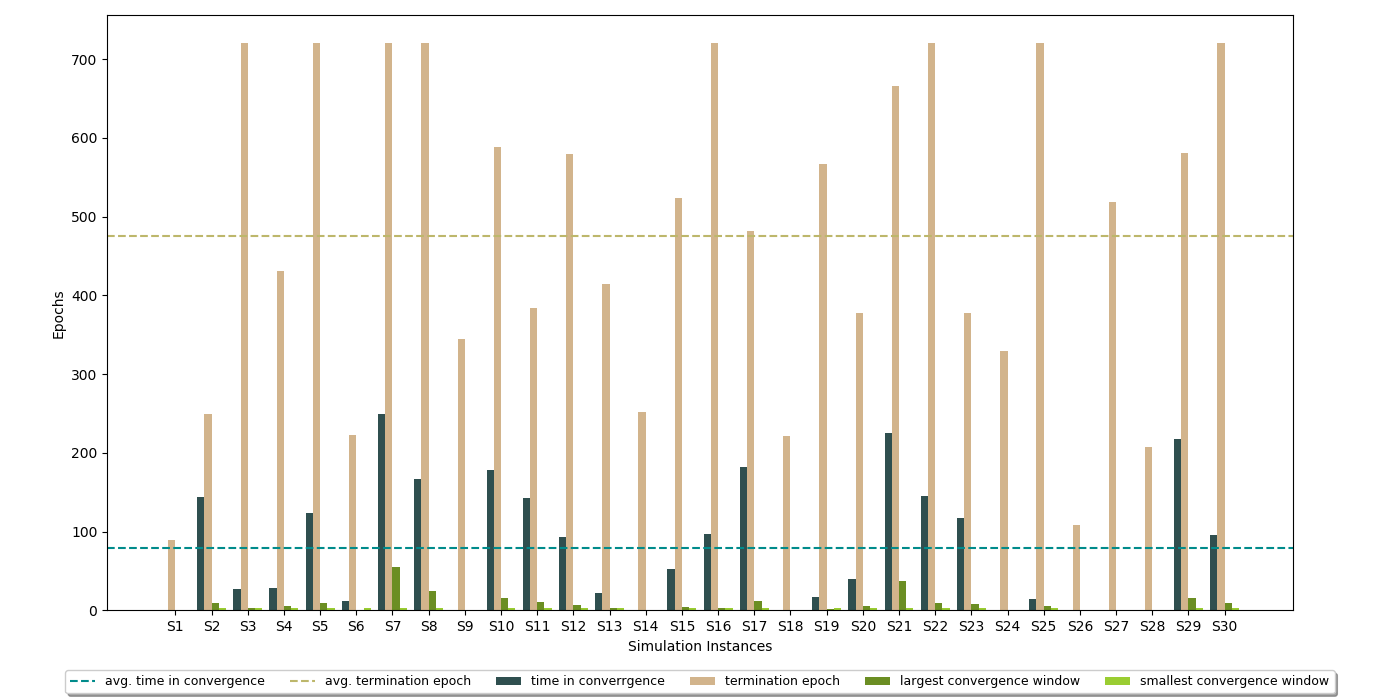 700
600
500
400
300
200
100
0
Epochs
S1 S2 S3 S4 S5 S6 S7 S8 S9 S10 S11 S12 S13 S14 S15 S16 S17 S18 S19 S20 S21 S22 S23 S24 S25 S26 S27 S28 S29 S30
Simulation Instances
avg. time in convergence avg. termination epoch time in converrgence termination epoch largest convergence window smallest convergence window